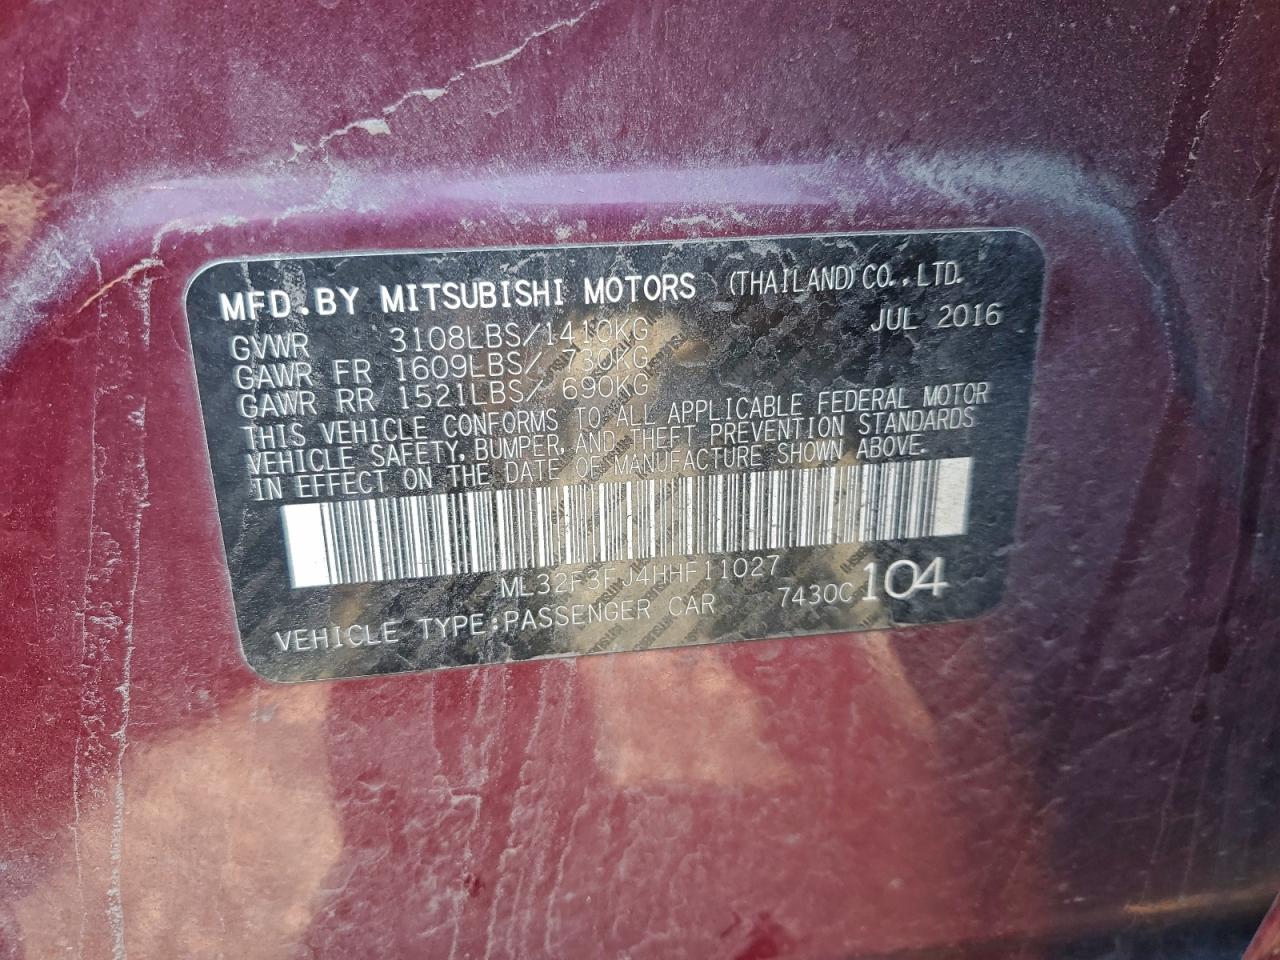 MFD.BY MITSUBISHI MOTORS (THAILAND) CO., LTD.
GVWR 3108LBS/1410KG JUL 2016
GAWR FR 1609LBS/ 730KG
GAWR RR 1521LBS/ 690KG
THIS VEHICLE CONFORMS TO ALL APPLICABLE FEDERAL MOTOR
VEHICLE SAFETY, BUMPER, AND THEFT PREVENTION STANDARDS
IN EFFECT ON THE DATE OF MANUFACTURE SHOWN ABOVE.
ML32F3FJ4HHF11027
VEHICLE TYPE:PASSENGER CAR 7430C 104